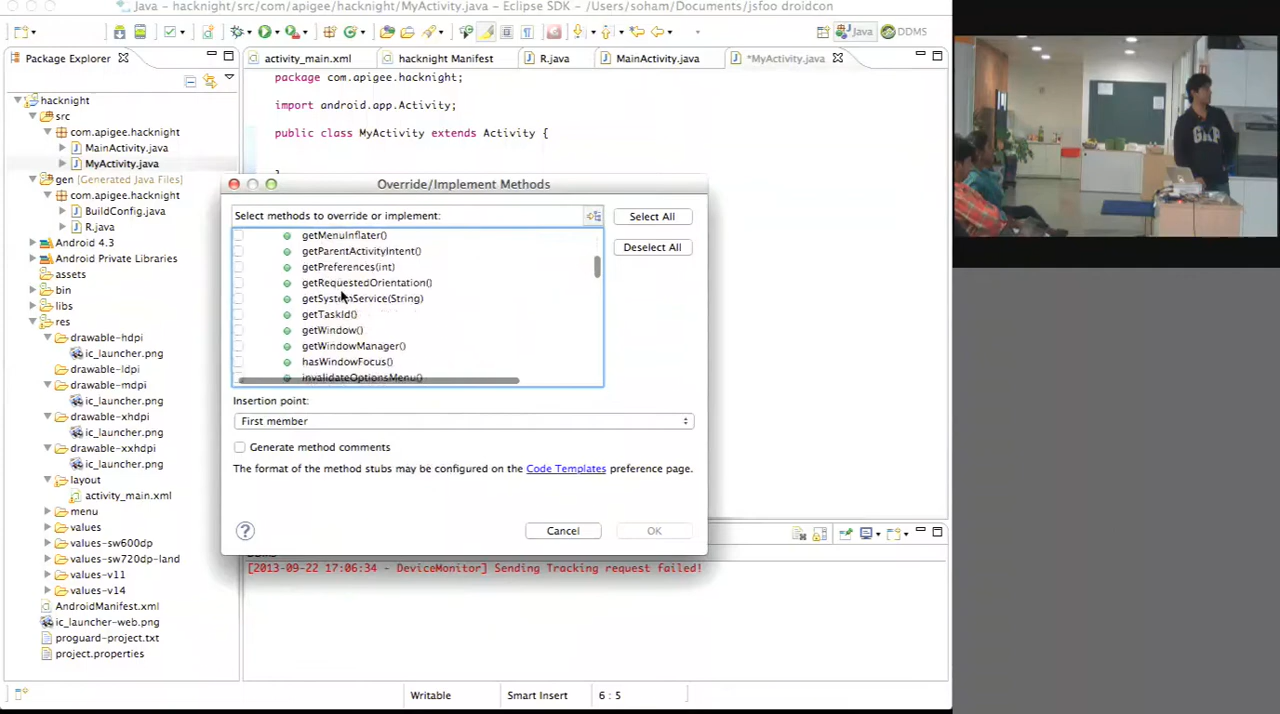 Java - hacknight/src/com/apigee/hacknight/MyActivity.java - Eclipse SDK - /Users/soham/Documents/jsfoo droidcon
Java
DDMS
Package Explorer
activity_main.xml
hacknight Manifest
R.java
MainActivity.java
*MyActivity.java
hacknight
src
com.apigee.hacknight
MainActivity.java
MyActivity.java
gen [Generated Java Files]
com.apigee.hacknight
BuildConfig.java
R.java
Android 4.3
Android Private Libraries
assets
bin
libs
res
drawable-hdpi
ic_launcher.png
drawable-ldpi
drawable-mdpi
ic_launcher.png
drawable-xhdpi
ic_launcher.png
drawable-xxhdpi
ic_launcher.png
layout
activity_main.xml
menu
values
values-sw600dp
values-sw720dp-land
values-v11
values-v14
AndroidManifest.xml
ic_launcher-web.png
proguard-project.txt
project.properties
package com.apigee.hacknight;
import android.app.Activity;
public class MyActivity extends Activity {
}
Override/Implement Methods
Select methods to override or implement:
Select All
Deselect All
getMenuInflater()
getParentActivityIntent()
getPreferences(int)
getRequestedOrientation()
getSystemService(String)
getTaskId()
getWindow()
getWindowManager()
hasWindowFocus()
invalidateOptionsMenu()
Insertion point:
First member
Generate method comments
The format of the method stubs may be configured on the Code Templates preference page.
?
Cancel
OK
DDMS
[2013-09-22 17:06:34 - DeviceMonitor] Sending Tracking request failed!
Writable
Smart Insert
6 : 5
GAP